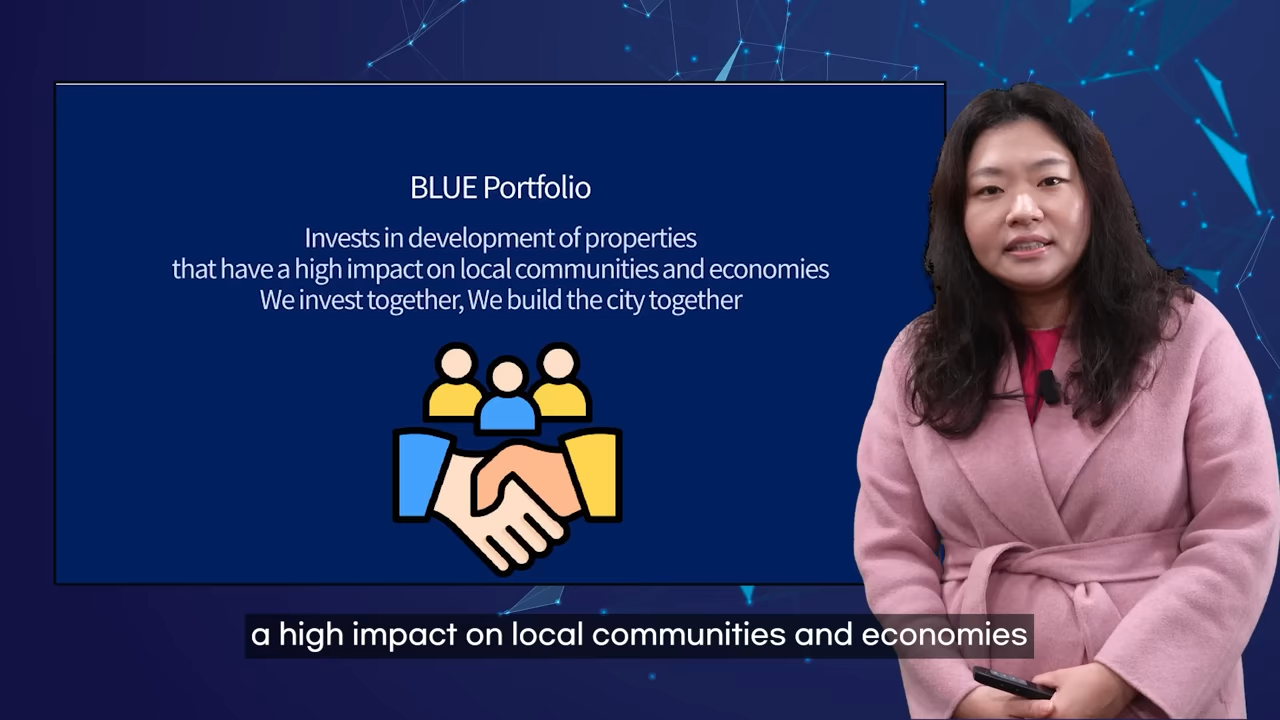 BLUE Portfolio
Invests in development of properties
that have a high impact on local communities and economies
We invest together, We build the city together
a high impact on local communities and economies